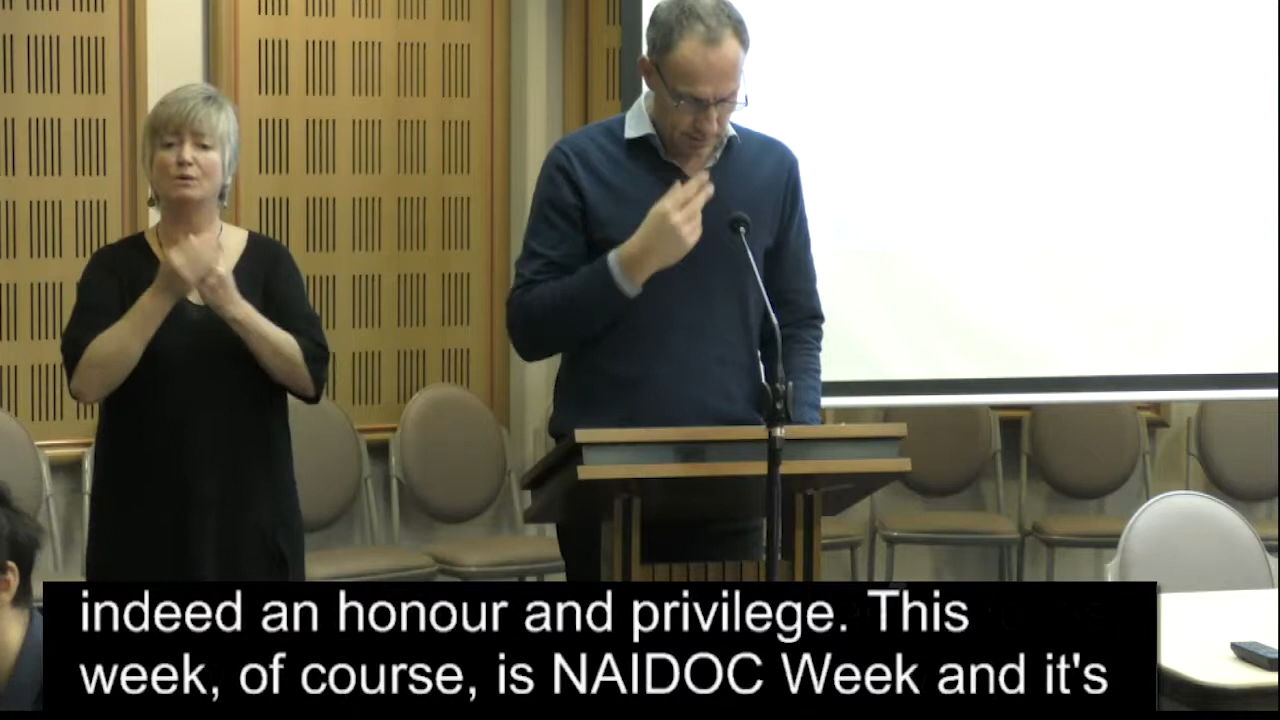 indeed an honour and privilege. This
week, of course, is NAIDOC Week and it's